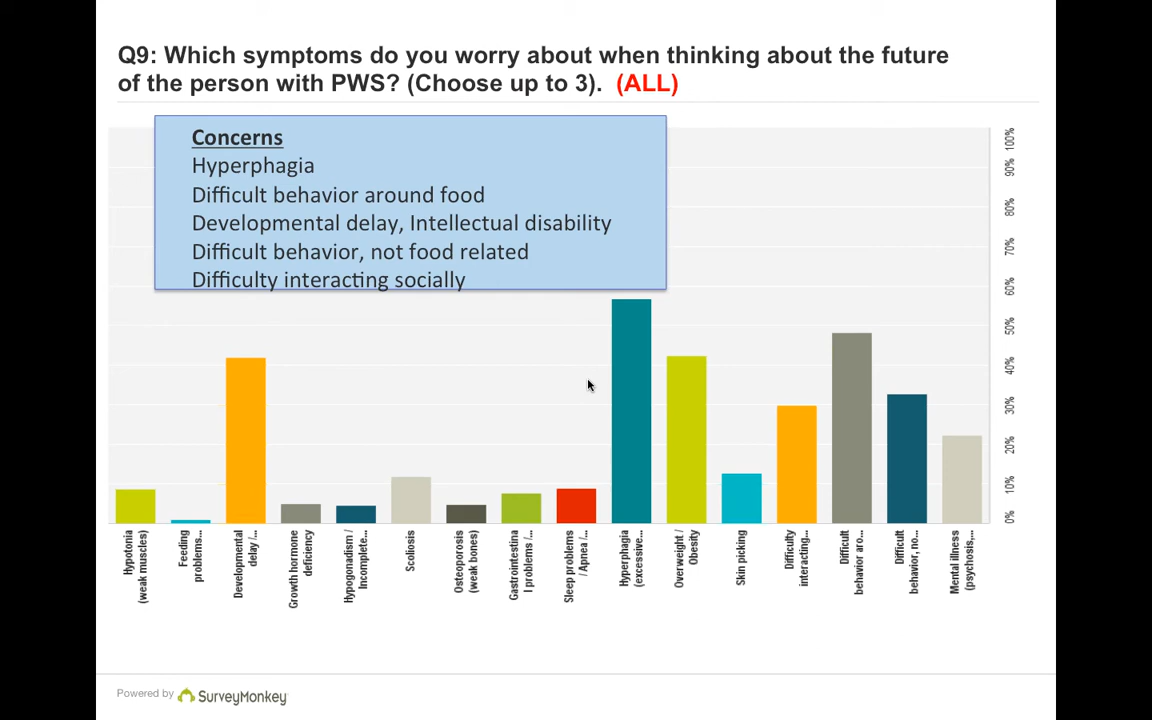 Q9: Which symptoms do you worry about when thinking about the future
of the person with PWS? (Choose up to 3). (ALL)
Concerns
Hyperphagia
Difficult behavior around food
Developmental delay, Intellectual disability
Difficult behavior, not food related
Difficulty interacting socially
100%
90%
80%
70%
60%
50%
40%
30%
20%
10%
0%
Hypotonia
(weak muscles)
Feeding
problems...
Developmental
delay /...
Growth hormone
deficiency
Hypogonadism /
Incomplete...
Scoliosis
Osteoporosis
(weak bones)
Gastrointestina
l problems /...
Sleep problems
/ Apnea /...
Hyperphagia
(excessive...
Overweight /
Obesity
Skin picking
Difficulty
interacting...
Difficult
behavior aro...
Difficult
behavior, no...
Mental illness
(psychosis,...
Powered by SurveyMonkey